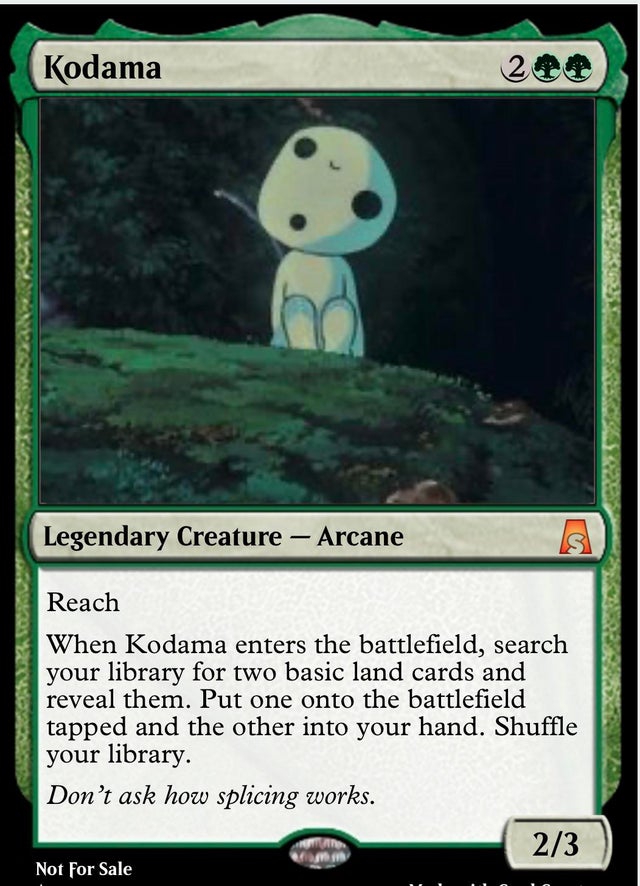 Kodama 2
Legendary Creature — Arcane
S
Reach
When Kodama enters the battlefield, search
your library for two basic land cards and
reveal them. Put one onto the battlefield
tapped and the other into your hand. Shuffle
your library.
Don't ask how splicing works.
2/3
Not For Sale